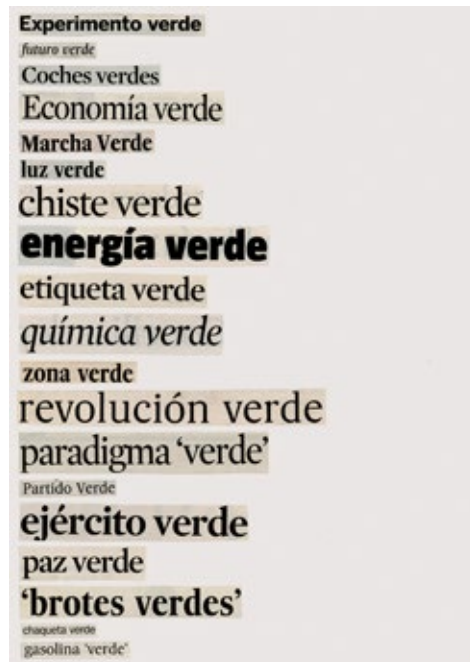 Experimento verde
futuro verde
Coches verdes
Economía verde
Marcha Verde
luz verde
chiste verde
energía verde
etiqueta verde
química verde
zona verde
revolución verde
paradigma ‘verde’
Partido Verde
ejército verde
paz verde
‘brotes verdes’
chaqueta verde
gasolina ‘verde’